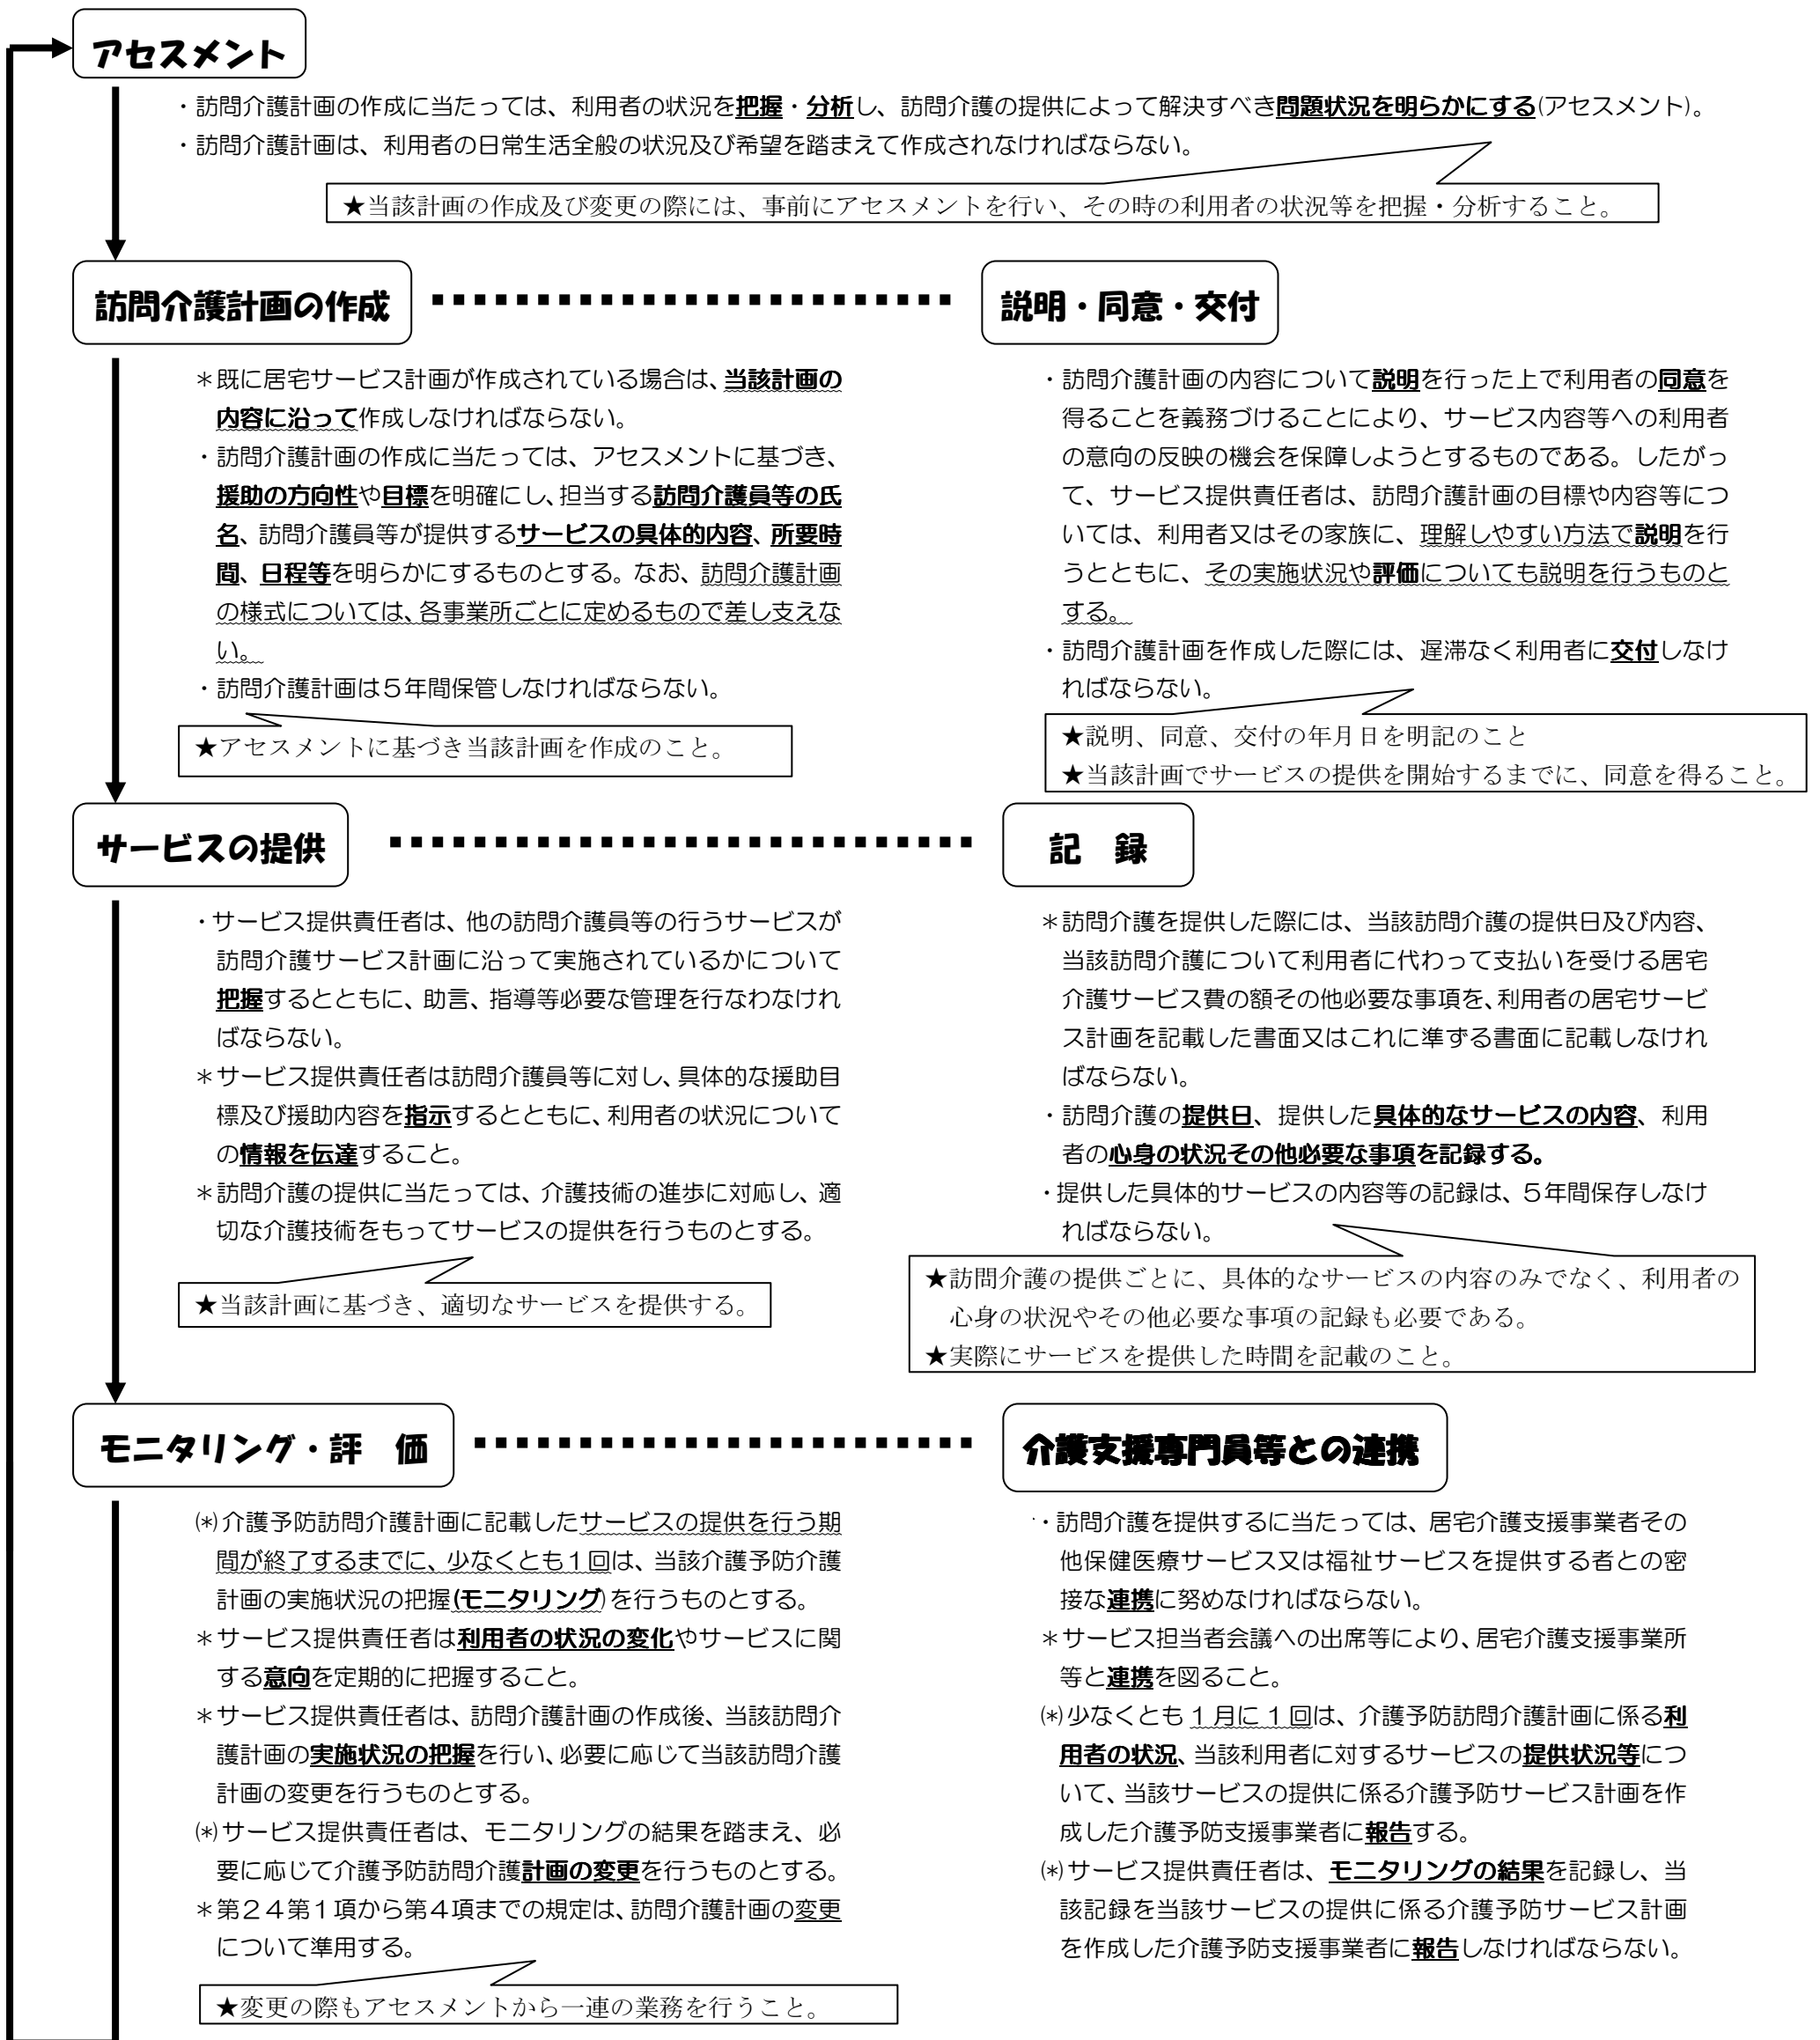 アセスメント
・訪問介護計画の作成に当たっては、利用者の状況を把握・分析し、訪問介護の提供によって解決すべき問題状況を明らかにする(アセスメント)。
・訪問介護計画は、利用者の日常生活全般の状況及び希望を踏まえて作成されなければならない。
★当該計画の作成及び変更の際には、事前にアセスメントを行い、その時の利用者の状況等を把握・分析すること。
訪問介護計画の作成
＊既に居宅サービス計画が作成されている場合は、当該計画の
内容に沿って作成しなければならない。
・訪問介護計画の作成に当たっては、アセスメントに基づき、
援助の方向性や目標を明確にし、担当する訪問介護員等の氏
名、訪問介護員等が提供するサービスの具体的内容、所要時
間、日程等を明らかにするものとする。なお、訪問介護計画
の様式については、各事業所ごとに定めるもので差し支えな
い。
・訪問介護計画は５年間保管しなければならない。
★アセスメントに基づき当該計画を作成のこと。
説明・同意・交付
・訪問介護計画の内容について説明を行った上で利用者の同意を
得ることを義務づけることにより、サービス内容等への利用者
の意向の反映の機会を保障しようとするものである。したがっ
て、サービス提供責任者は、訪問介護計画の目標や内容等につ
いては、利用者又はその家族に、理解しやすい方法で説明を行
うとともに、その実施状況や評価についても説明を行うものと
する。
・訪問介護計画を作成した際には、遅滞なく利用者に交付しなけ
ればならない。
★説明、同意、交付の年月日を明記のこと
★当該計画でサービスの提供を開始するまでに、同意を得ること。
サービスの提供
・サービス提供責任者は、他の訪問介護員等の行うサービスが
訪問介護サービス計画に沿って実施されているかについて
把握するとともに、助言、指導等必要な管理を行なわなけれ
ばならない。
＊サービス提供責任者は訪問介護員等に対し、具体的な援助目
標及び援助内容を指示するとともに、利用者の状況について
の情報を伝達すること。
＊訪問介護の提供に当たっては、介護技術の進歩に対応し、適
切な介護技術をもってサービスの提供を行うものとする。
★当該計画に基づき、適切なサービスを提供する。
記　録
＊訪問介護を提供した際には、当該訪問介護の提供日及び内容、
当該訪問介護について利用者に代わって支払いを受ける居宅
介護サービス費の額その他必要な事項を、利用者の居宅サービ
ス計画を記載した書面又はこれに準ずる書面に記載しなけれ
ばならない。
・訪問介護の提供日、提供した具体的なサービスの内容、利用
者の心身の状況その他必要な事項を記録する。
・提供した具体的サービスの内容等の記録は、５年間保存しなけ
ればならない。
★訪問介護の提供ごとに、具体的なサービスの内容のみでなく、利用者の
心身の状況やその他必要な事項の記録も必要である。
★実際にサービスを提供した時間を記載のこと。
モニタリング・評　価
(*)介護予防訪問介護計画に記載したサービスの提供を行う期
間が終了するまでに、少なくとも１回は、当該介護予防介護
計画の実施状況の把握(モニタリング)を行うものとする。
＊サービス提供責任者は利用者の状況の変化やサービスに関
する意向を定期的に把握すること。
＊サービス提供責任者は、訪問介護計画の作成後、当該訪問介
護計画の実施状況の把握を行い、必要に応じて当該訪問介護
計画の変更を行うものとする。
(*)サービス提供責任者は、モニタリングの結果を踏まえ、必
要に応じて介護予防訪問介護計画の変更を行うものとする。
＊第２４第１項から第４項までの規定は、訪問介護計画の変更
について準用する。
★変更の際もアセスメントから一連の業務を行うこと。
介護支援専門員等との連携
・訪問介護を提供するに当たっては、居宅介護支援事業者その
他保健医療サービス又は福祉サービスを提供する者との密
接な連携に努めなければならない。
＊サービス担当者会議への出席等により、居宅介護支援事業所
等と連携を図ること。
(*)少なくとも１月に１回は、介護予防訪問介護計画に係る利
用者の状況、当該利用者に対するサービスの提供状況等につ
いて、当該サービスの提供に係る介護予防サービス計画を作
成した介護予防支援事業者に報告する。
(*)サービス提供責任者は、モニタリングの結果を記録し、当
該記録を当該サービスの提供に係る介護予防サービス計画
を作成した介護予防支援事業者に報告しなければならない。